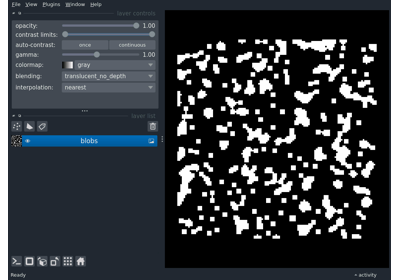 File View Plugins Window Help
layer controls
opacity: 1.00
contrast limits:
auto-contrast: once continuous
gamma: 1.00
colormap: gray
blending: translucent_no_depth
interpolation: nearest
layer list
blobs
Ready
activity